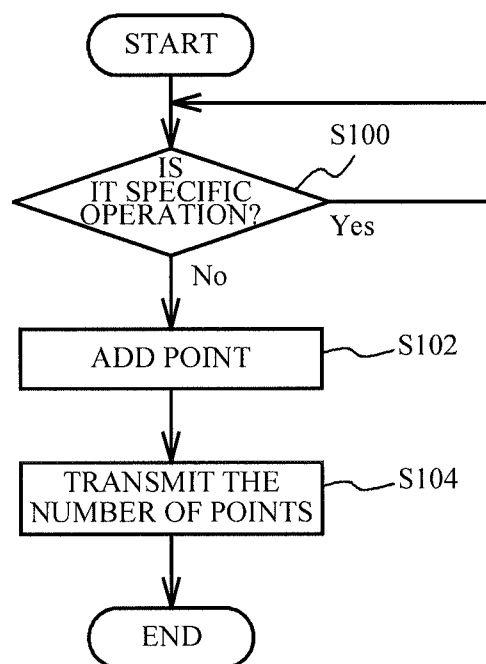 START
S100
IS
IT SPECIFIC
OPERATION?
Yes
No
ADD POINT
S102
TRANSMIT THE
NUMBER OF POINTS
S104
END